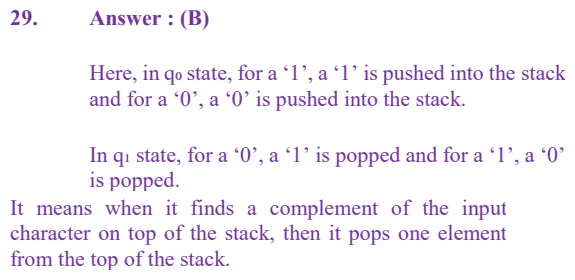 29. Answer : (B)
Here, in q₀ state, for a ‘1’, a ‘1’ is pushed into the stack
and for a ‘0’, a ‘0’ is pushed into the stack.
In q₁ state, for a ‘0’, a ‘1’ is popped and for a ‘1’, a ‘0’
is popped.
It means when it finds a complement of the input
character on top of the stack, then it pops one element
from the top of the stack.